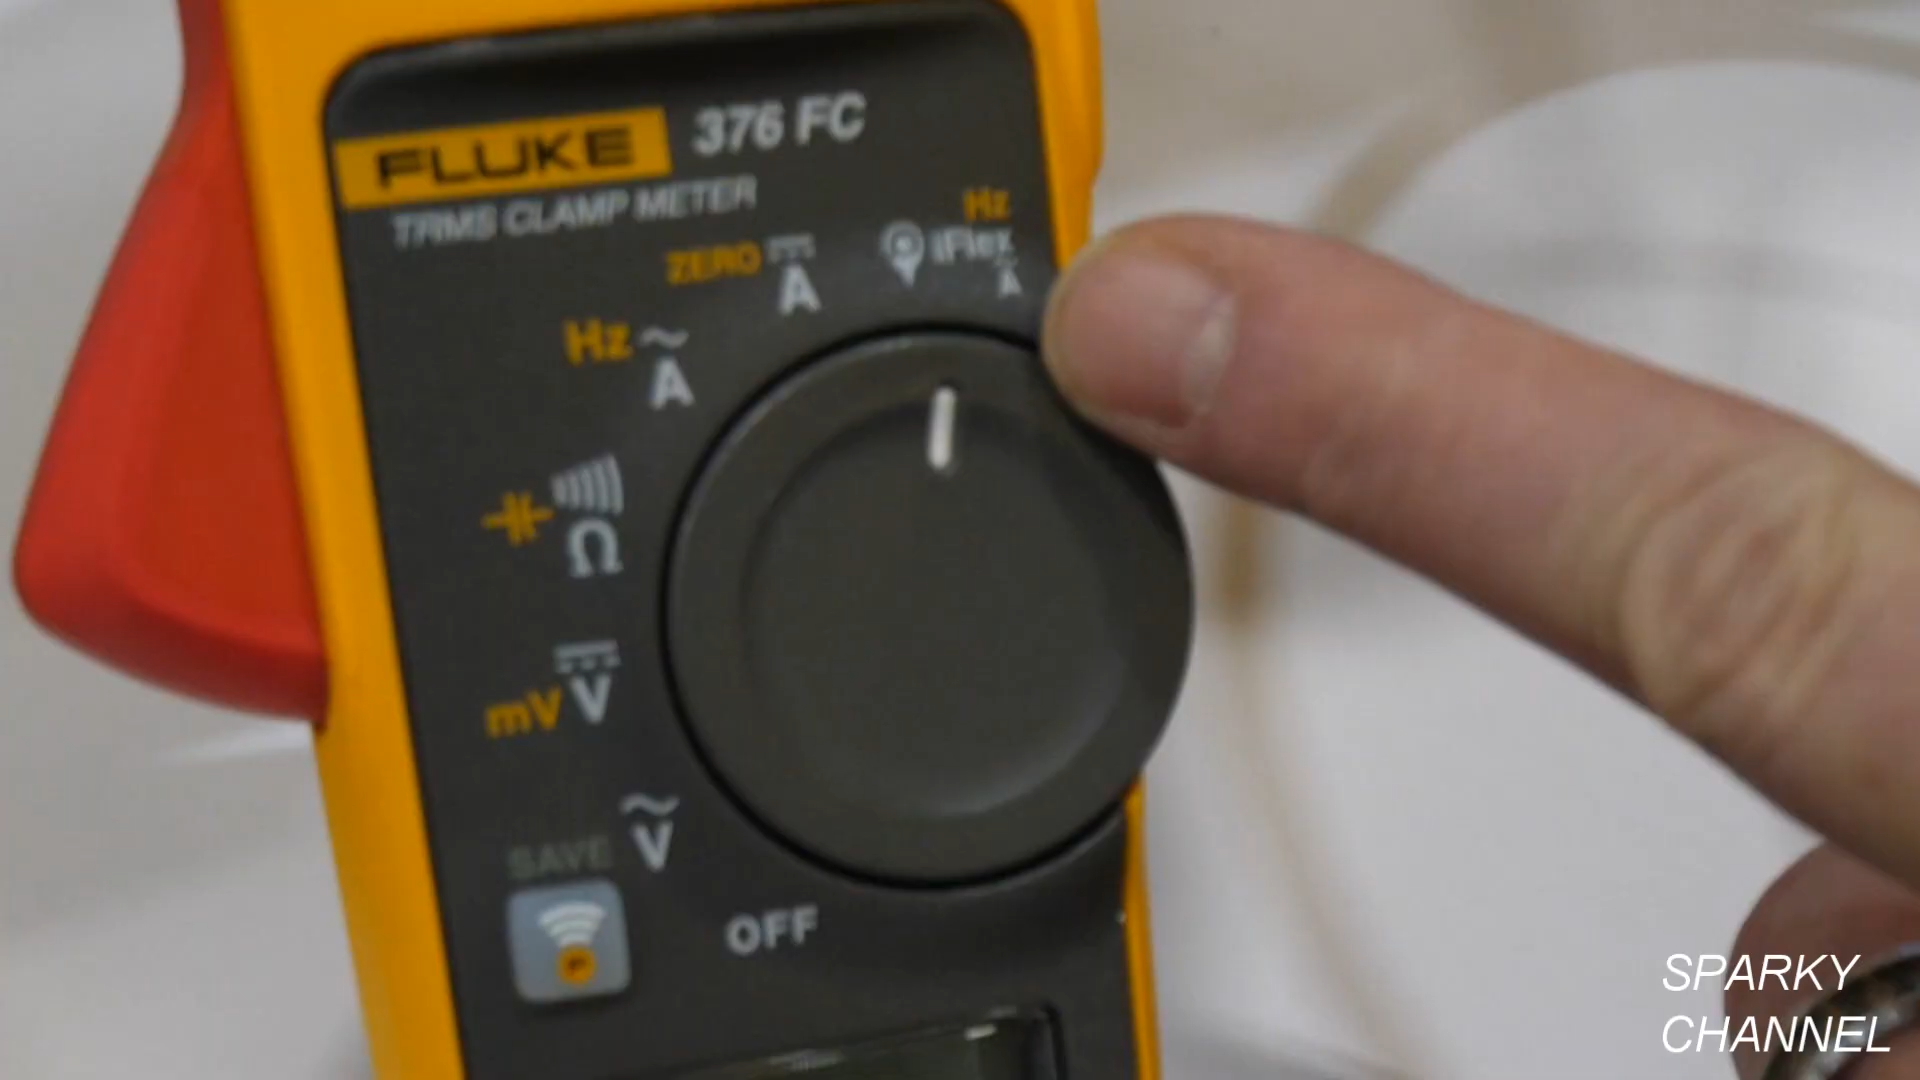 FLUKE 376 FC
TRMS CLAMP METER
Hz
iFlex
A
ZERO A
Hz A
Ω
mV V
V
SAVE
OFF
SPARKY
CHANNEL